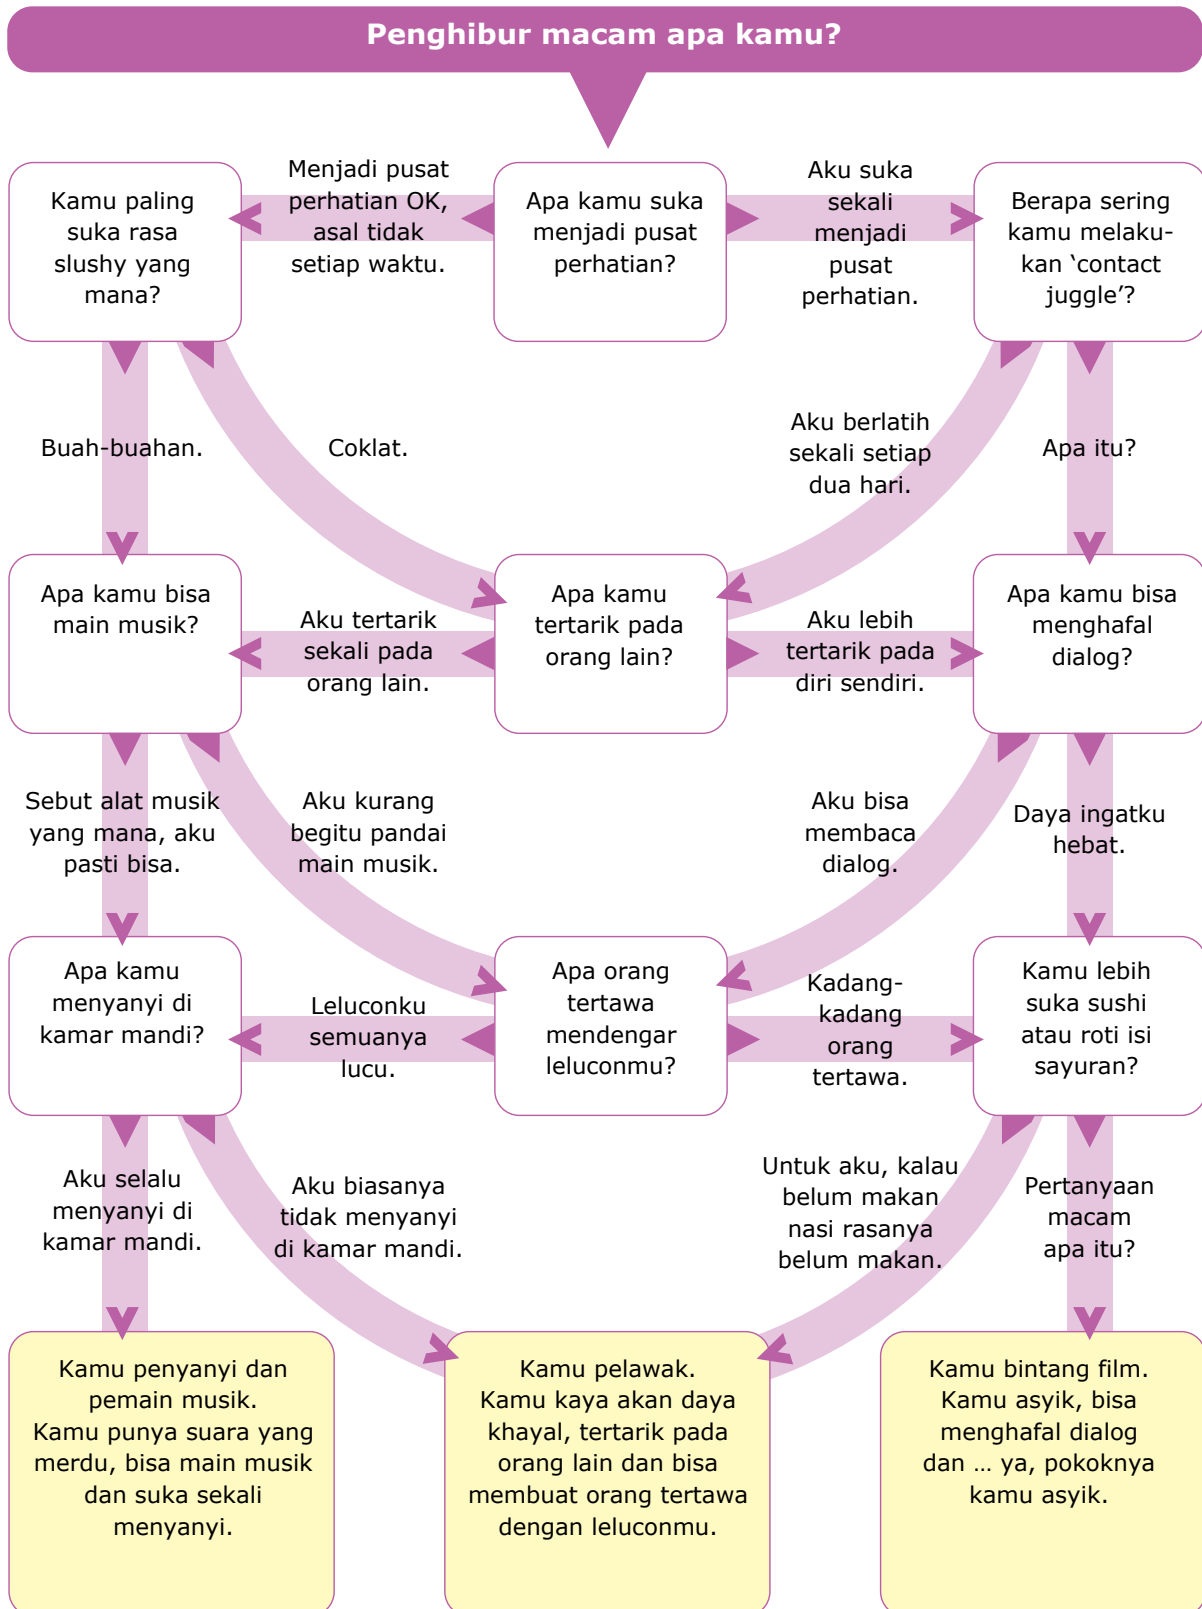 Penghibur macam apa kamu?
Kamu paling
suka rasa
slushy yang
mana?
Menjadi pusat
perhatian OK,
asal tidak
setiap waktu.
Apa kamu suka
menjadi pusat
perhatian?
Aku suka
sekali
menjadi
pusat
perhatian.
Berapa sering
kamu melaku-
kan ‘contact
juggle’?
Buah-buahan.
Coklat.
Aku berlatih
sekali setiap
dua hari.
Apa itu?
Apa kamu bisa
main musik?
Aku tertarik
sekali pada
orang lain.
Apa kamu
tertarik pada
orang lain?
Aku lebih
tertarik pada
diri sendiri.
Apa kamu bisa
menghafal
dialog?
Sebut alat musik
yang mana, aku
pasti bisa.
Aku kurang
begitu pandai
main musik.
Aku bisa
membaca
dialog.
Daya ingatku
hebat.
Apa kamu
menyanyi di
kamar mandi?
Leluconku
semuanya
lucu.
Apa orang
tertawa
mendengar
leluconmu?
Kadang-
kadang
orang
tertawa.
Kamu lebih
suka sushi
atau roti isi
sayuran?
Aku selalu
menyanyi di
kamar mandi.
Aku biasanya
tidak menyanyi
di kamar mandi.
Untuk aku, kalau
belum makan
nasi rasanya
belum makan.
Pertanyaan
macam
apa itu?
Kamu penyanyi dan
pemain musik.
Kamu punya suara yang
merdu, bisa main musik
dan suka sekali
menyanyi.
Kamu pelawak.
Kamu kaya akan daya
khayal, tertarik pada
orang lain dan bisa
membuat orang tertawa
dengan leluconmu.
Kamu bintang film.
Kamu asyik, bisa
menghafal dialog
dan … ya, pokoknya
kamu asyik.